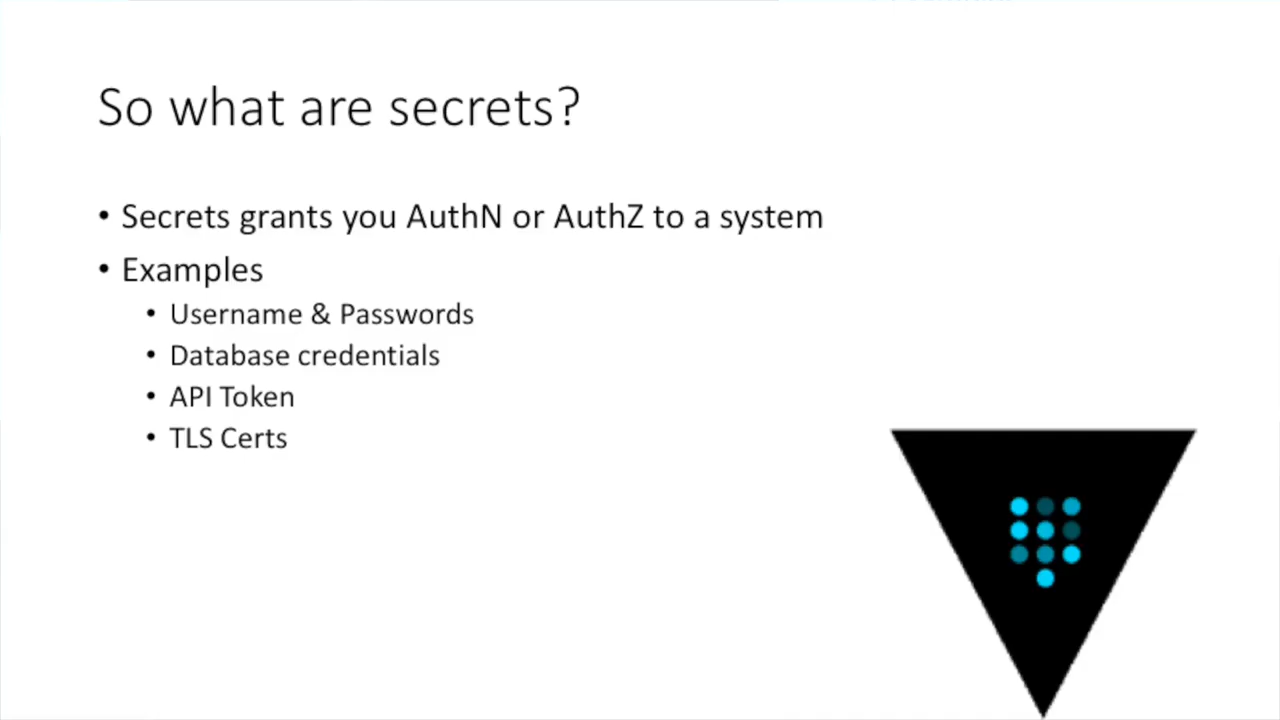 So what are secrets?
• Secrets grants you AuthN or AuthZ to a system
• Examples
• Username & Passwords
• Database credentials
• API Token
• TLS Certs